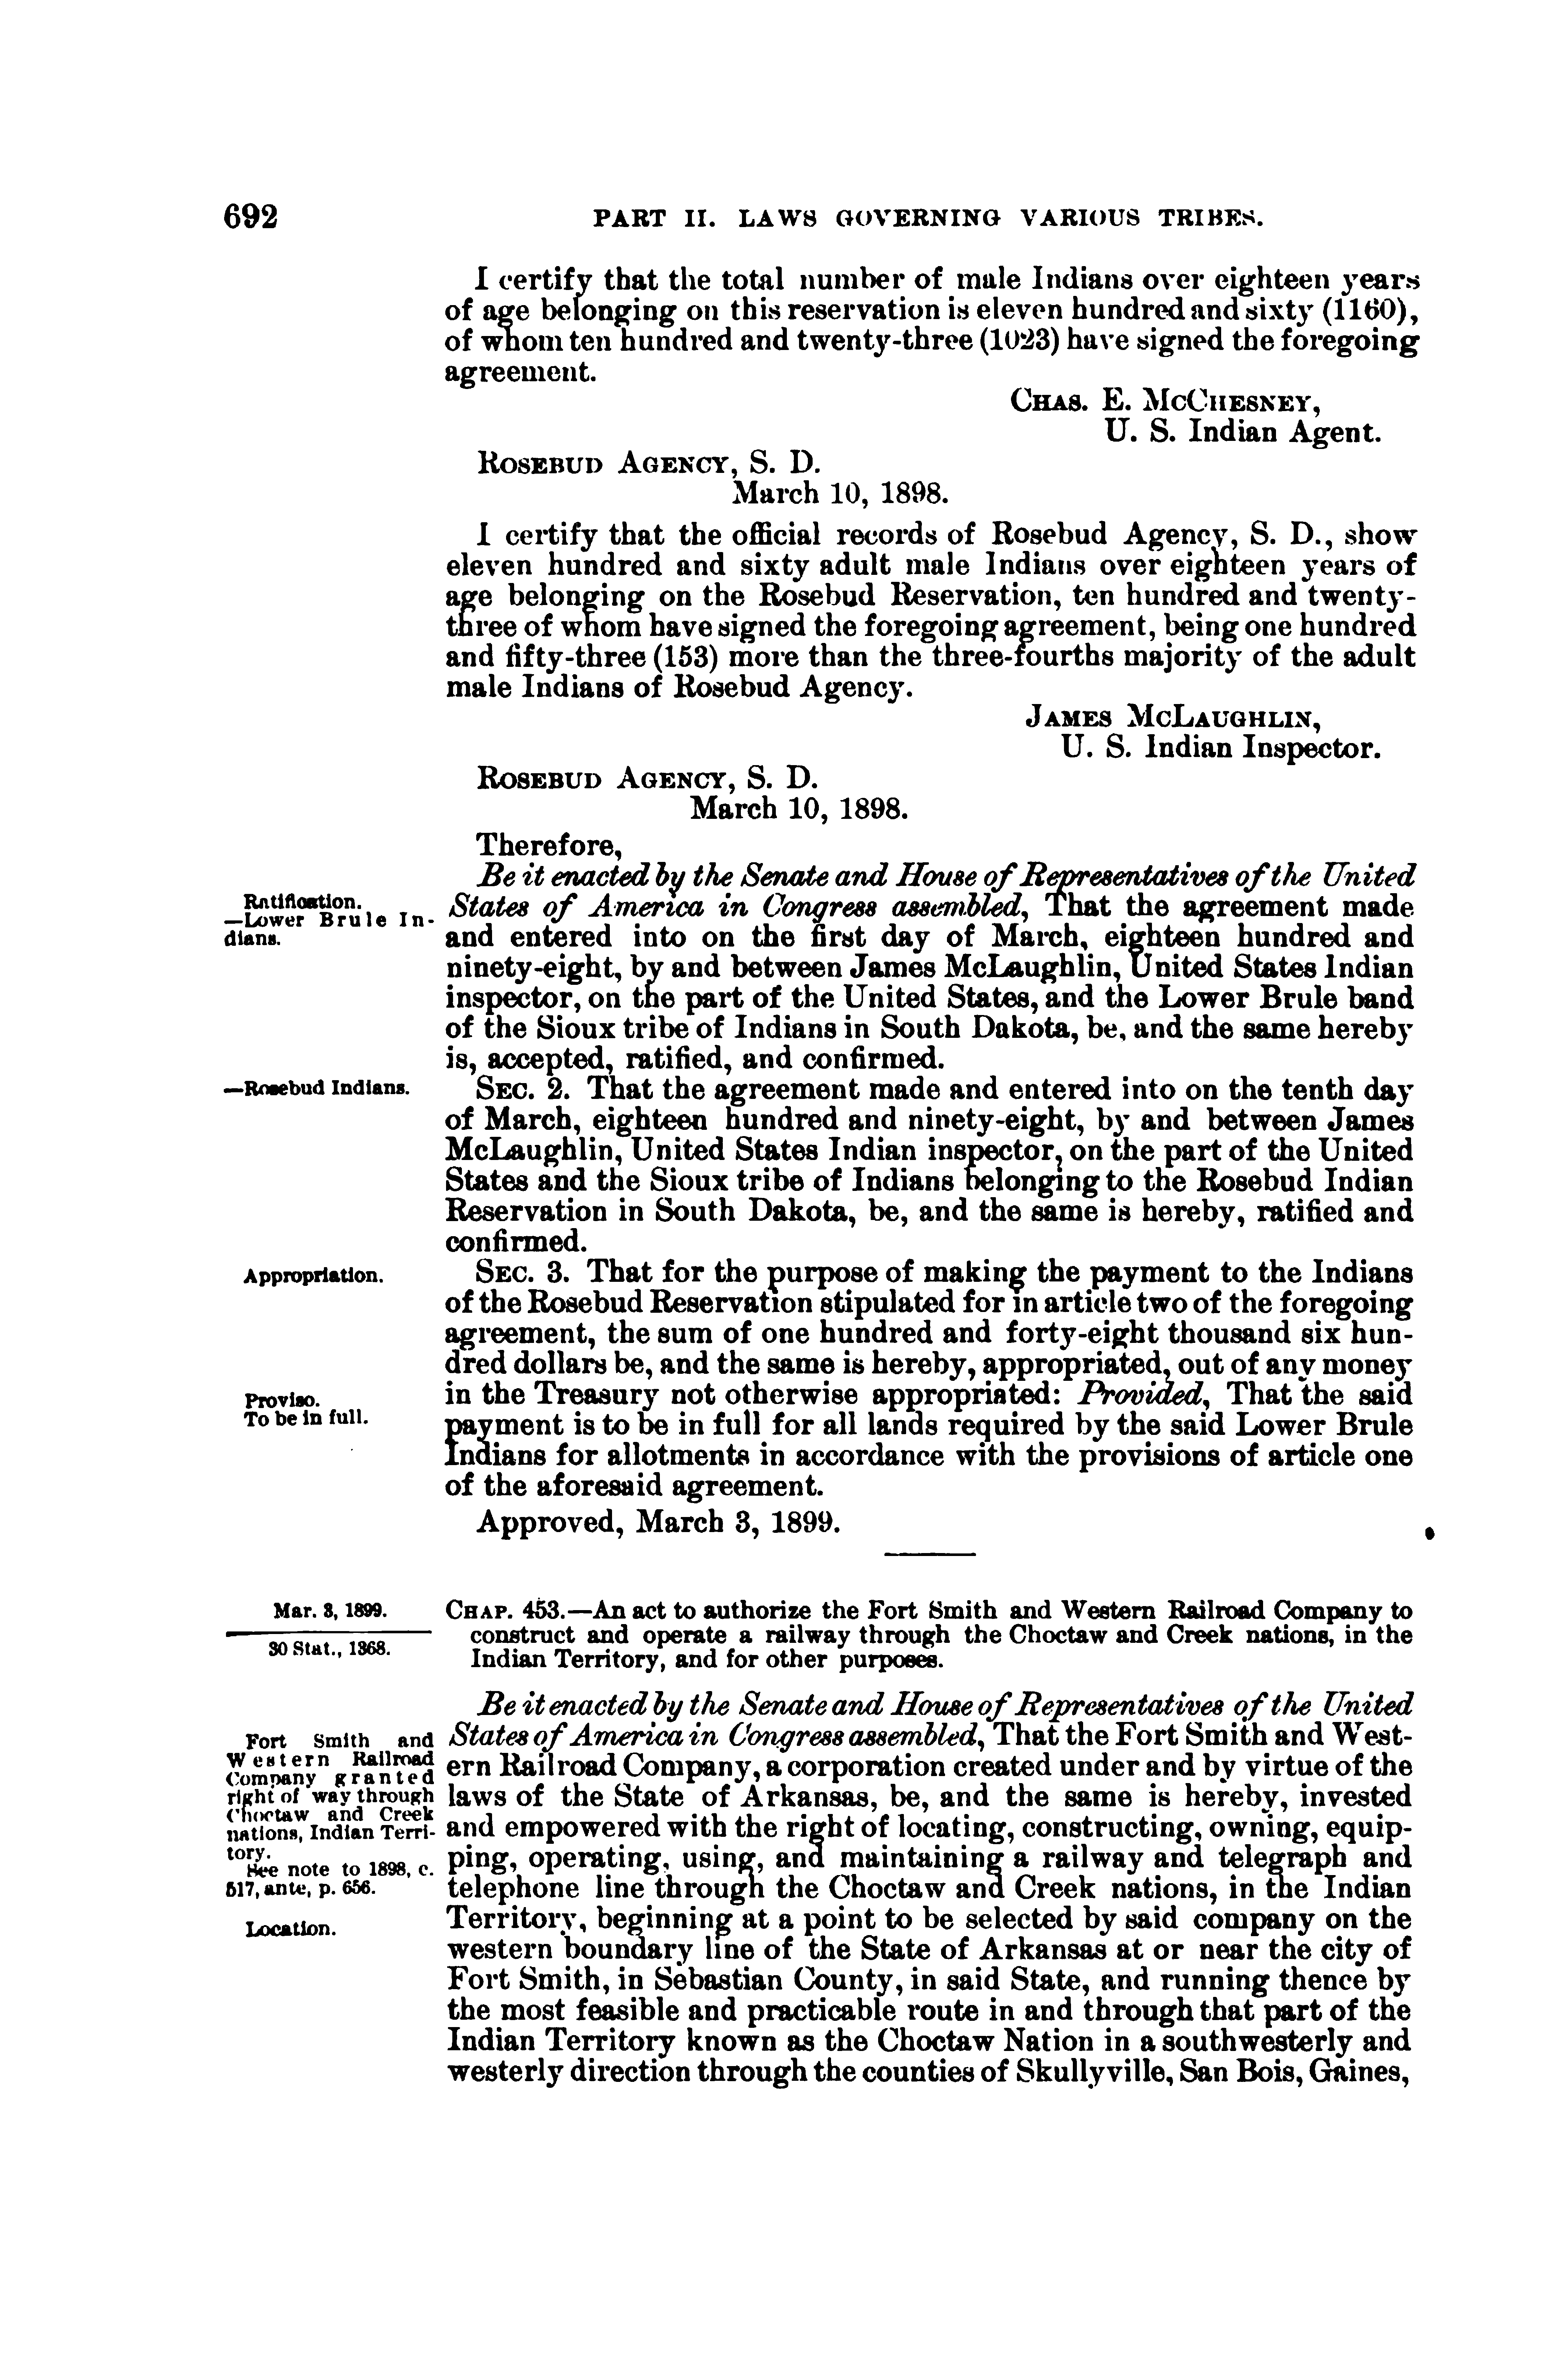 692
PART II. LAWS GOVERNING VARIOUS TRIBES.
I certify that the total number of male Indians over eighteen years
of age belonging on this reservation is eleven hundred and sixty (1160),
of whom ten hundred and twenty-three (1023) have signed the foregoing
agreement.
CHAS. E. MCCHESNEY,
U. S. Indian Agent.
ROSEBUD AGENCY, S. D.
March 10, 1898.
I certify that the official records of Rosebud Agency, S. D., show
eleven hundred and sixty adult male Indians over eighteen years of
age belonging on the Rosebud Reservation, ten hundred and twenty-
three of whom have signed the foregoing agreement, being one hundred
and fifty-three (153) more than the three-fourths majority of the adult
male Indians of Rosebud Agency.
JAMES MCLAUGHLIN,
U. S. Indian Inspector.
ROSEBUD AGENCY, S. D.
March 10, 1898.
Therefore,
Be it enacted by the Senate and House of Representatives of the United
States of America in Congress assembled, That the agreement made
and entered into on the first day of March, eighteen hundred and
ninety-eight, by and between James McLaughlin, United States Indian
inspector, on the part of the United States, and the Lower Brule band
of the Sioux tribe of Indians in South Dakota, be, and the same hereby
is, accepted, ratified, and confirmed.
Ratification.
—Lower Brule In-
dians.
SEC. 2. That the agreement made and entered into on the tenth day
of March, eighteen hundred and ninety-eight, by and between James
McLaughlin, United States Indian inspector, on the part of the United
States and the Sioux tribe of Indians belonging to the Rosebud Indian
Reservation in South Dakota, be, and the same is hereby, ratified and
confirmed.
—Rosebud Indians.
SEC. 3. That for the purpose of making the payment to the Indians
of the Rosebud Reservation stipulated for in article two of the foregoing
agreement, the sum of one hundred and forty-eight thousand six hun-
dred dollars be, and the same is hereby, appropriated, out of any money
in the Treasury not otherwise appropriated: Provided, That the said
payment is to be in full for all lands required by the said Lower Brule
Indians for allotments in accordance with the provisions of article one
of the aforesaid agreement.
Appropriation.
Proviso.
To be in full.
Approved, March 3, 1899.
Mar. 3, 1899.
30 Stat., 1368.
CHAP. 453.—An act to authorize the Fort Smith and Western Railroad Company to
construct and operate a railway through the Choctaw and Creek nations, in the
Indian Territory, and for other purposes.
Be it enacted by the Senate and House of Representatives of the United
States of America in Congress assembled, That the Fort Smith and West-
ern Railroad Company, a corporation created under and by virtue of the
laws of the State of Arkansas, be, and the same is hereby, invested
and empowered with the right of locating, constructing, owning, equip-
ping, operating, using, and maintaining a railway and telegraph and
telephone line through the Choctaw and Creek nations, in the Indian
Territory, beginning at a point to be selected by said company on the
western boundary line of the State of Arkansas at or near the city of
Fort Smith, in Sebastian County, in said State, and running thence by
the most feasible and practicable route in and through that part of the
Indian Territory known as the Choctaw Nation in a southwesterly and
westerly direction through the counties of Skullyville, San Bois, Gaines,
Fort Smith and
Western Railroad
Company granted
right of way through
Choctaw and Creek
nations, Indian Terri-
tory.
See note to 1898, c.
517, ante, p. 656.
Location.